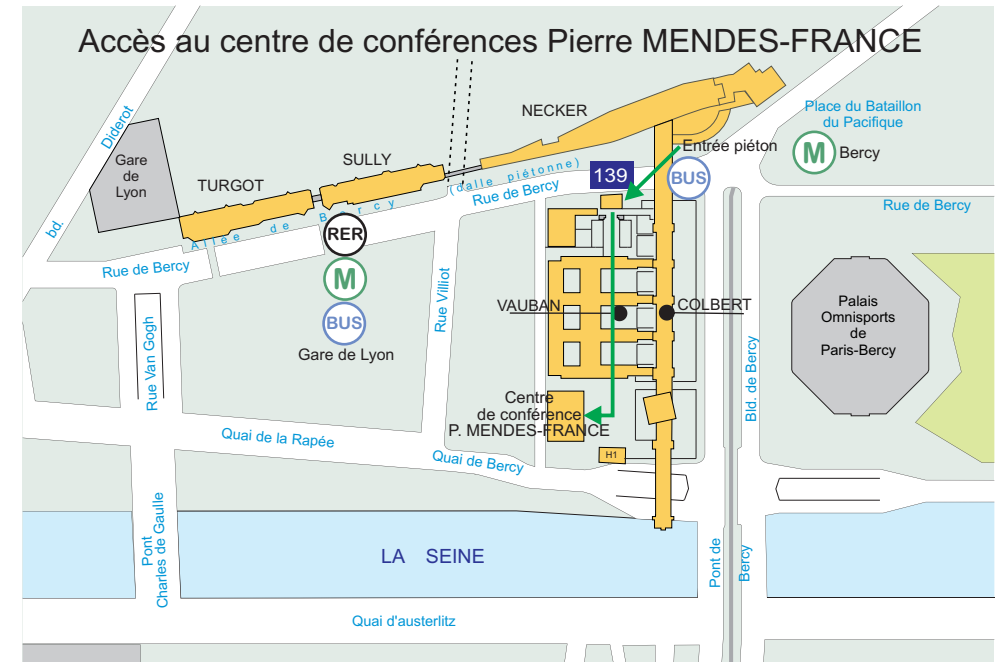 Accès au centre de conférences Pierre MENDES-FRANCE
bd.
Diderot
Gare
de
Lyon
TURGOT
SULLY
NECKER
Allée de Bercy
(dalle piétonne)
Rue de Bercy
139
Entrée piéton
BUS
Place du Bataillon
du Pacifique
M
Bercy
Rue de Bercy
Rue de Bercy
RER
M
BUS
Gare de Lyon
Rue Villiot
Rue Van Gogh
VAUBAN
COLBERT
Palais
Omnisports
de
Paris-Bercy
Bld. de Bercy
Centre
de conférence
P. MENDES-FRANCE
H1
Quai de la Rapée
Quai de Bercy
Pont
Charles de Gaulle
LA SEINE
Pont de
Bercy
Quai d'austerlitz